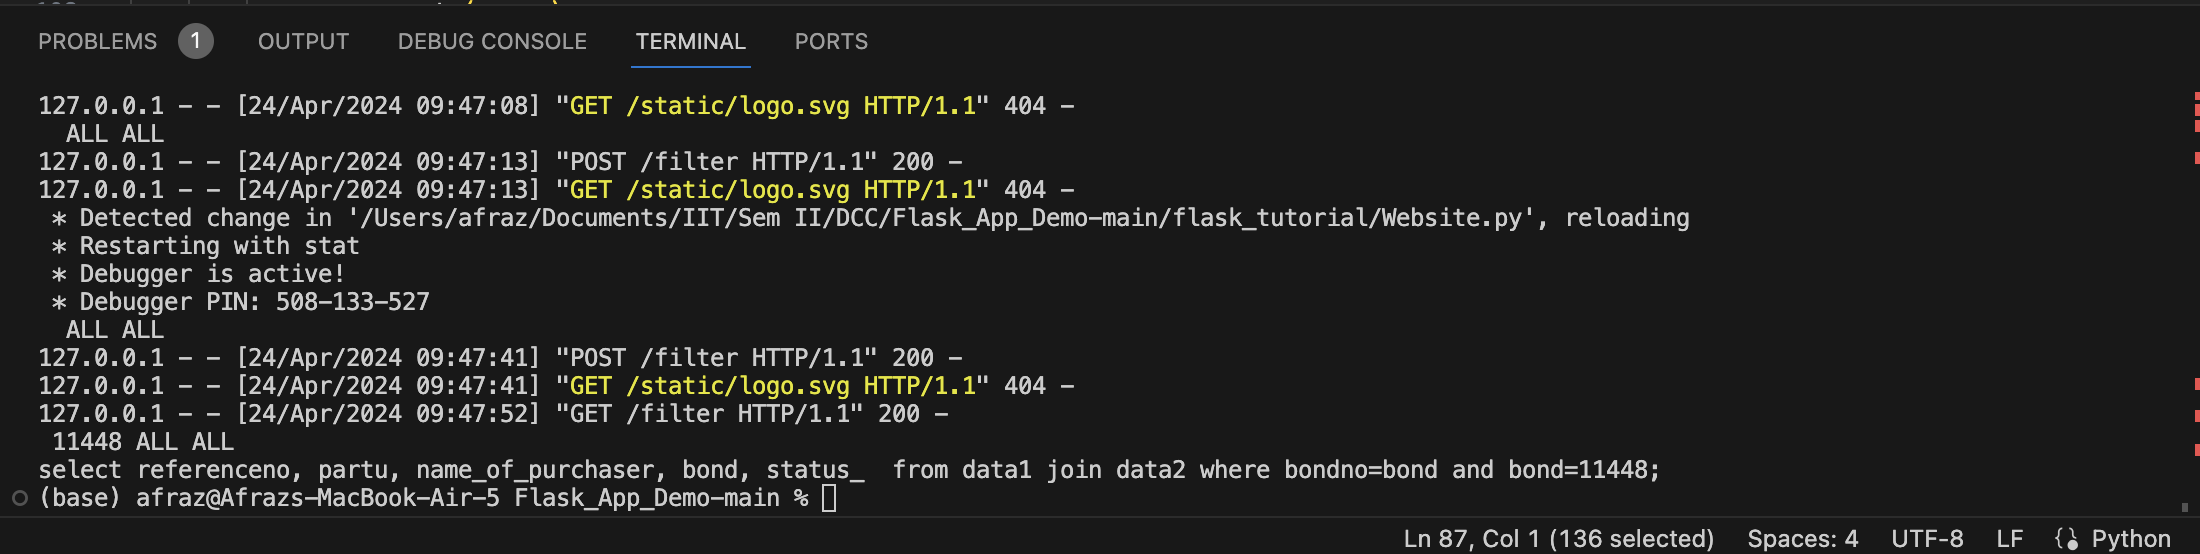 PROBLEMS 1 OUTPUT DEBUG CONSOLE TERMINAL PORTS
127.0.0.1 - - [24/Apr/2024 09:47:08] "GET /static/logo.svg HTTP/1.1" 404 -
ALL ALL
127.0.0.1 - - [24/Apr/2024 09:47:13] "POST /filter HTTP/1.1" 200 -
127.0.0.1 - - [24/Apr/2024 09:47:13] "GET /static/logo.svg HTTP/1.1" 404 -
* Detected change in '/Users/afraz/Documents/IIT/Sem II/DCC/Flask_App_Demo-main/flask_tutorial/Website.py', reloading
* Restarting with stat
* Debugger is active!
* Debugger PIN: 508-133-527
ALL ALL
127.0.0.1 - - [24/Apr/2024 09:47:41] "POST /filter HTTP/1.1" 200 -
127.0.0.1 - - [24/Apr/2024 09:47:41] "GET /static/logo.svg HTTP/1.1" 404 -
127.0.0.1 - - [24/Apr/2024 09:47:52] "GET /filter HTTP/1.1" 200 -
11448 ALL ALL
select referenceno, partu, name_of_purchaser, bond, status_  from data1 join data2 where bondno=bond and bond=11448;
(base) afraz@Afrazs-MacBook-Air-5 Flask_App_Demo-main %
Ln 87, Col 1 (136 selected) Spaces: 4 UTF-8 LF Python